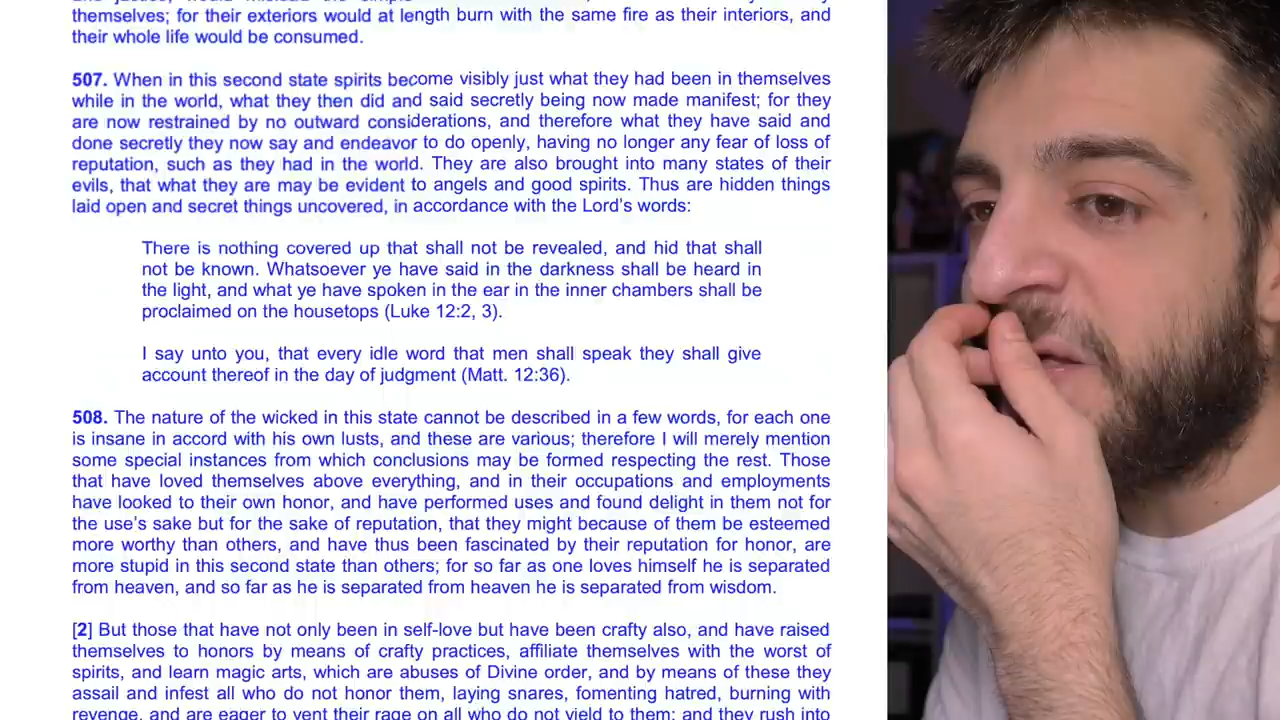 themselves; for their exteriors would at length burn with the same fire as their interiors, and
their whole life would be consumed.
507. When in this second state spirits become visibly just what they had been in themselves
while in the world, what they then did and said secretly being now made manifest; for they
are now restrained by no outward considerations, and therefore what they have said and
done secretly they now say and endeavor to do openly, having no longer any fear of loss of
reputation, such as they had in the world. They are also brought into many states of their
evils, that what they are may be evident to angels and good spirits. Thus are hidden things
laid open and secret things uncovered, in accordance with the Lord's words:
There is nothing covered up that shall not be revealed, and hid that shall
not be known. Whatsoever ye have said in the darkness shall be heard in
the light, and what ye have spoken in the ear in the inner chambers shall be
proclaimed on the housetops (Luke 12:2, 3).
I say unto you, that every idle word that men shall speak they shall give
account thereof in the day of judgment (Matt. 12:36).
508. The nature of the wicked in this state cannot be described in a few words, for each one
is insane in accord with his own lusts, and these are various; therefore I will merely mention
some special instances from which conclusions may be formed respecting the rest. Those
that have loved themselves above everything, and in their occupations and employments
have looked to their own honor, and have performed uses and found delight in them not for
the use's sake but for the sake of reputation, that they might because of them be esteemed
more worthy than others, and have thus been fascinated by their reputation for honor, are
more stupid in this second state than others; for so far as one loves himself he is separated
from heaven, and so far as he is separated from heaven he is separated from wisdom.
[2] But those that have not only been in self-love but have been crafty also, and have raised
themselves to honors by means of crafty practices, affiliate themselves with the worst of
spirits, and learn magic arts, which are abuses of Divine order, and by means of these they
assail and infest all who do not honor them, laying snares, fomenting hatred, burning with
revenge, and are eager to vent their rage on all who do not yield to them; and they rush into